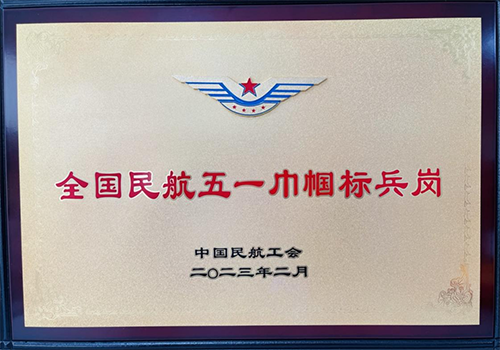 全国民航五一巾帼标兵岗
中国民航工会
二〇二三年二月